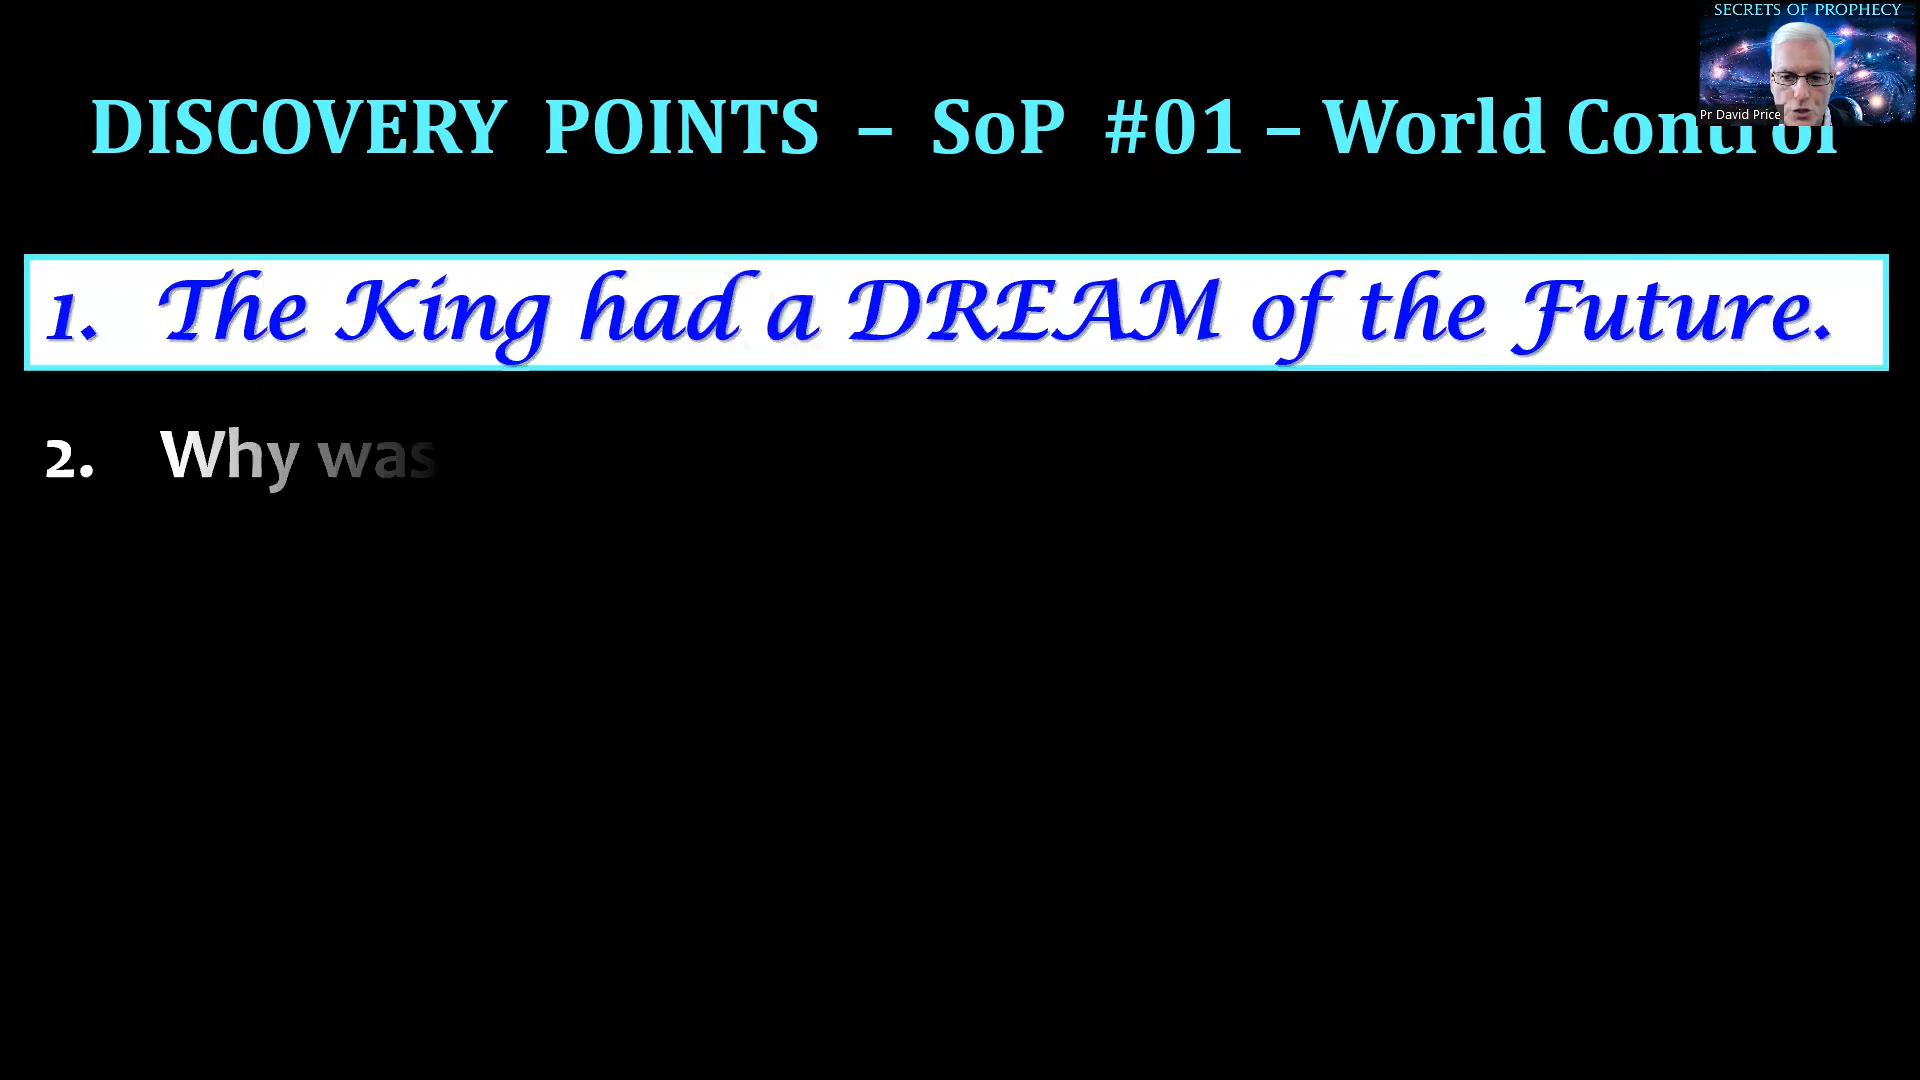 SECRETS OF PROPHECY
Pr David Price
DISCOVERY POINTS – SoP #01 – World Control
1. The King had a DREAM of the Future.
2. Why was